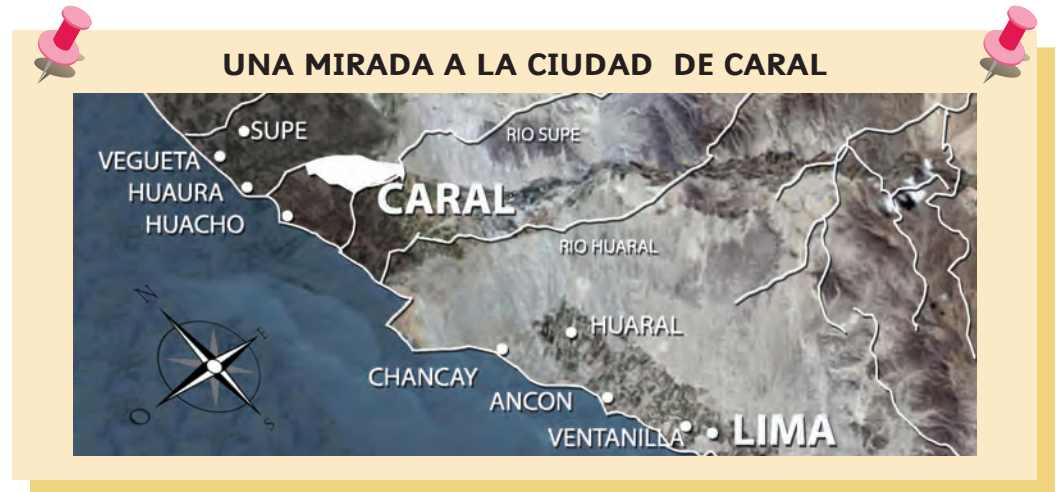 UNA MIRADA A LA CIUDAD DE CARAL
SUPE
RIO SUPE
VEGUETA
HUAURA
CARAL
HUACHO
RIO HUARAL
N
E
HUARAL
CHANCAY
ANCON
O
S
VENTANILLA
LIMA